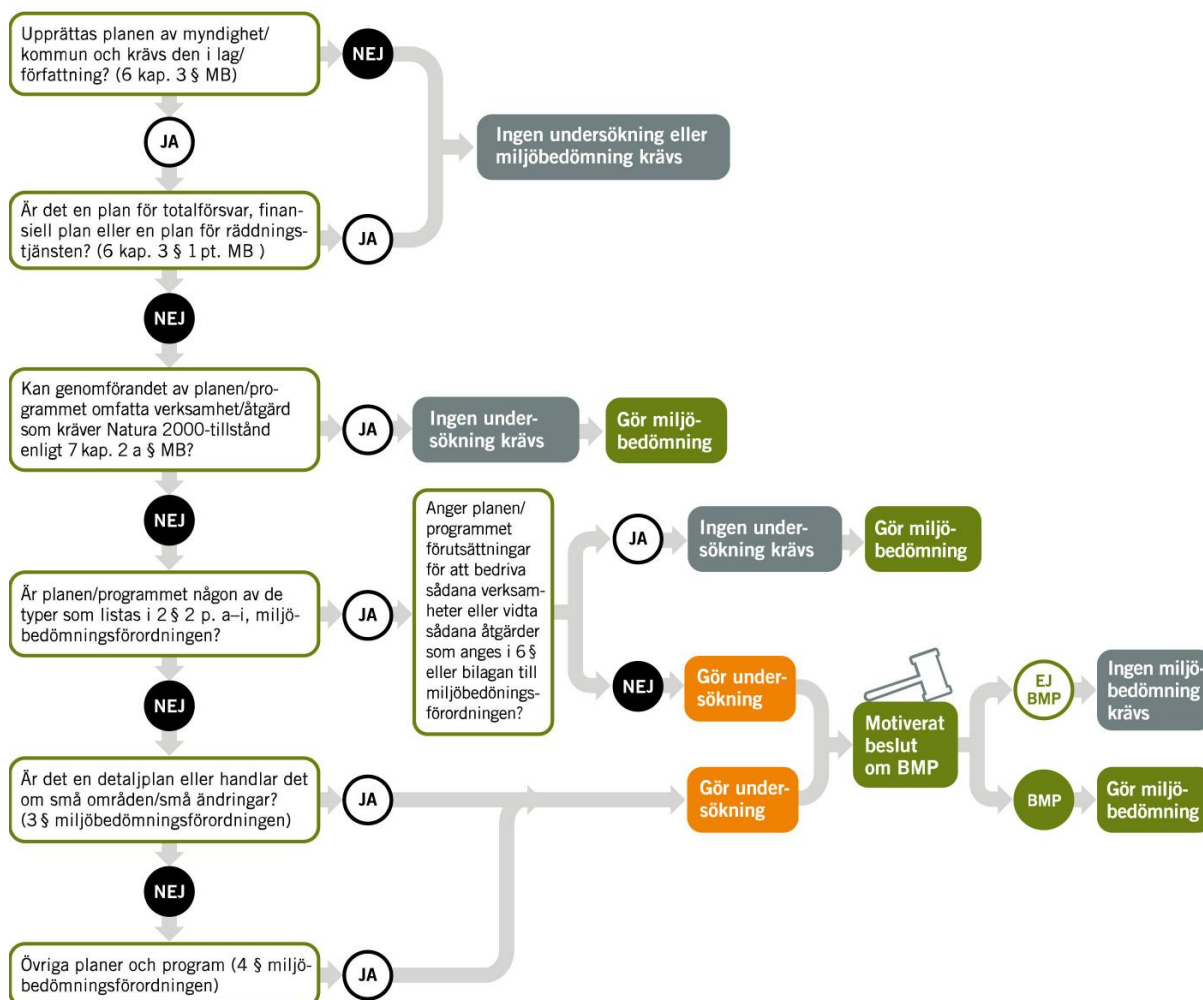 Upprättas planen av myndighet/
kommun och krävs den i lag/
författning? (6 kap. 3 § MB)
NEJ
JA
Ingen undersökning eller
miljöbedömning krävs
Är det en plan för totalförsvar, finan-
siell plan eller en plan för räddnings-
tjänsten? (6 kap. 3 § 1 pt. MB )
JA
NEJ
Kan genomförandet av planen/pro-
grammet omfatta verksamhet/åtgärd
som kräver Natura 2000-tillstånd
enligt 7 kap. 2 a § MB?
JA
Ingen under-
sökning krävs
Gör miljö-
bedömning
NEJ
Är planen/programmet någon av de
typer som listas i 2 § 2 p. a–i, miljö-
bedömningsförordningen?
JA
Anger planen/
programmet
förutsättningar
för att bedriva
sådana verksam-
heter eller vidta
sådana åtgärder
som anges i 6 §
eller bilagan till
miljöbedönings-
förordningen?
JA
Ingen under-
sökning krävs
Gör miljö-
bedömning
NEJ
Gör under-
sökning
Motiverat
beslut
om BMP
EJ
BMP
Ingen miljö-
bedömning
krävs
BMP
Gör miljö-
bedömning
NEJ
Är det en detaljplan eller handlar det
om små områden/små ändringar?
(3 § miljöbedömningsförordningen)
JA
Gör under-
sökning
NEJ
Övriga planer och program (4 § miljö-
bedömningsförordningen)
JA